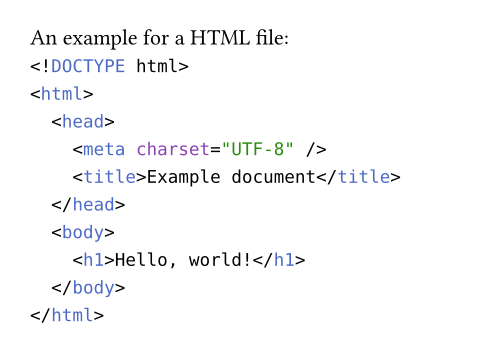 An example for a HTML file:
<!DOCTYPE html>
<html>
  <head>
    <meta charset="UTF-8" />
    <title>Example document</title>
  </head>
  <body>
    <h1>Hello, world!</h1>
  </body>
</html>